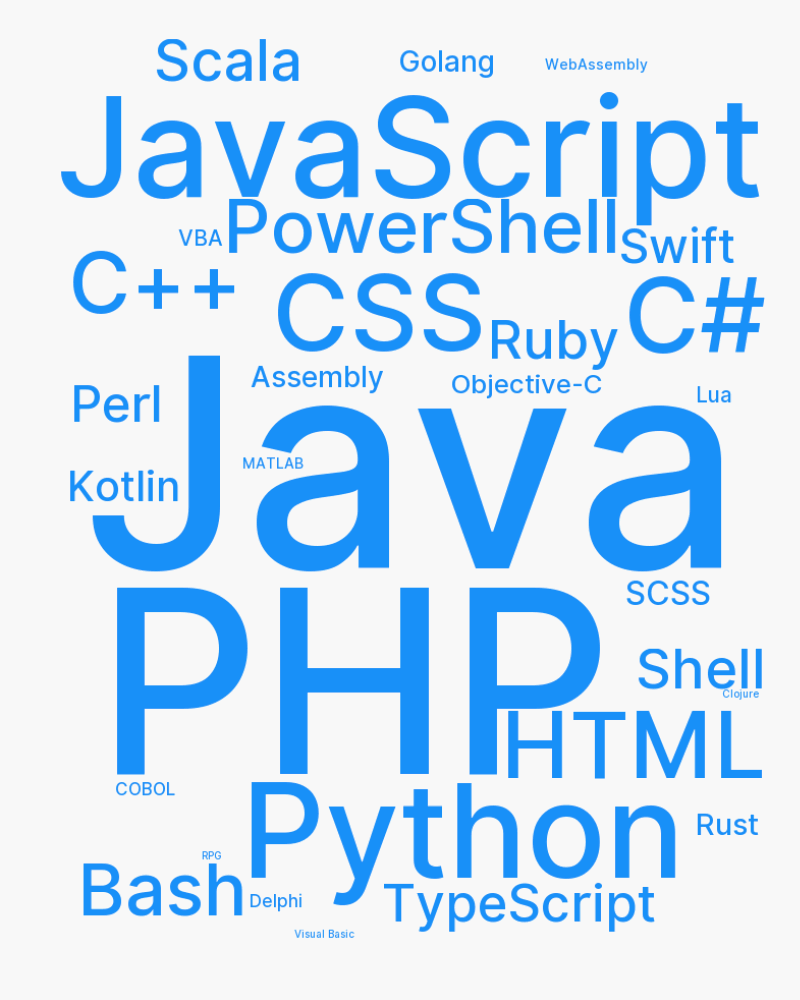 Scala
Golang
WebAssembly
JavaScript
VBA
PowerShell
Swift
C++
CSS
Ruby
C#
Perl
Assembly
Objective-C
Lua
Java
MATLAB
Kotlin
PHP
SCSS
Shell
Clojure
HTML
COBOL
Python
Rust
RPG
Bash
Delphi
TypeScript
Visual Basic